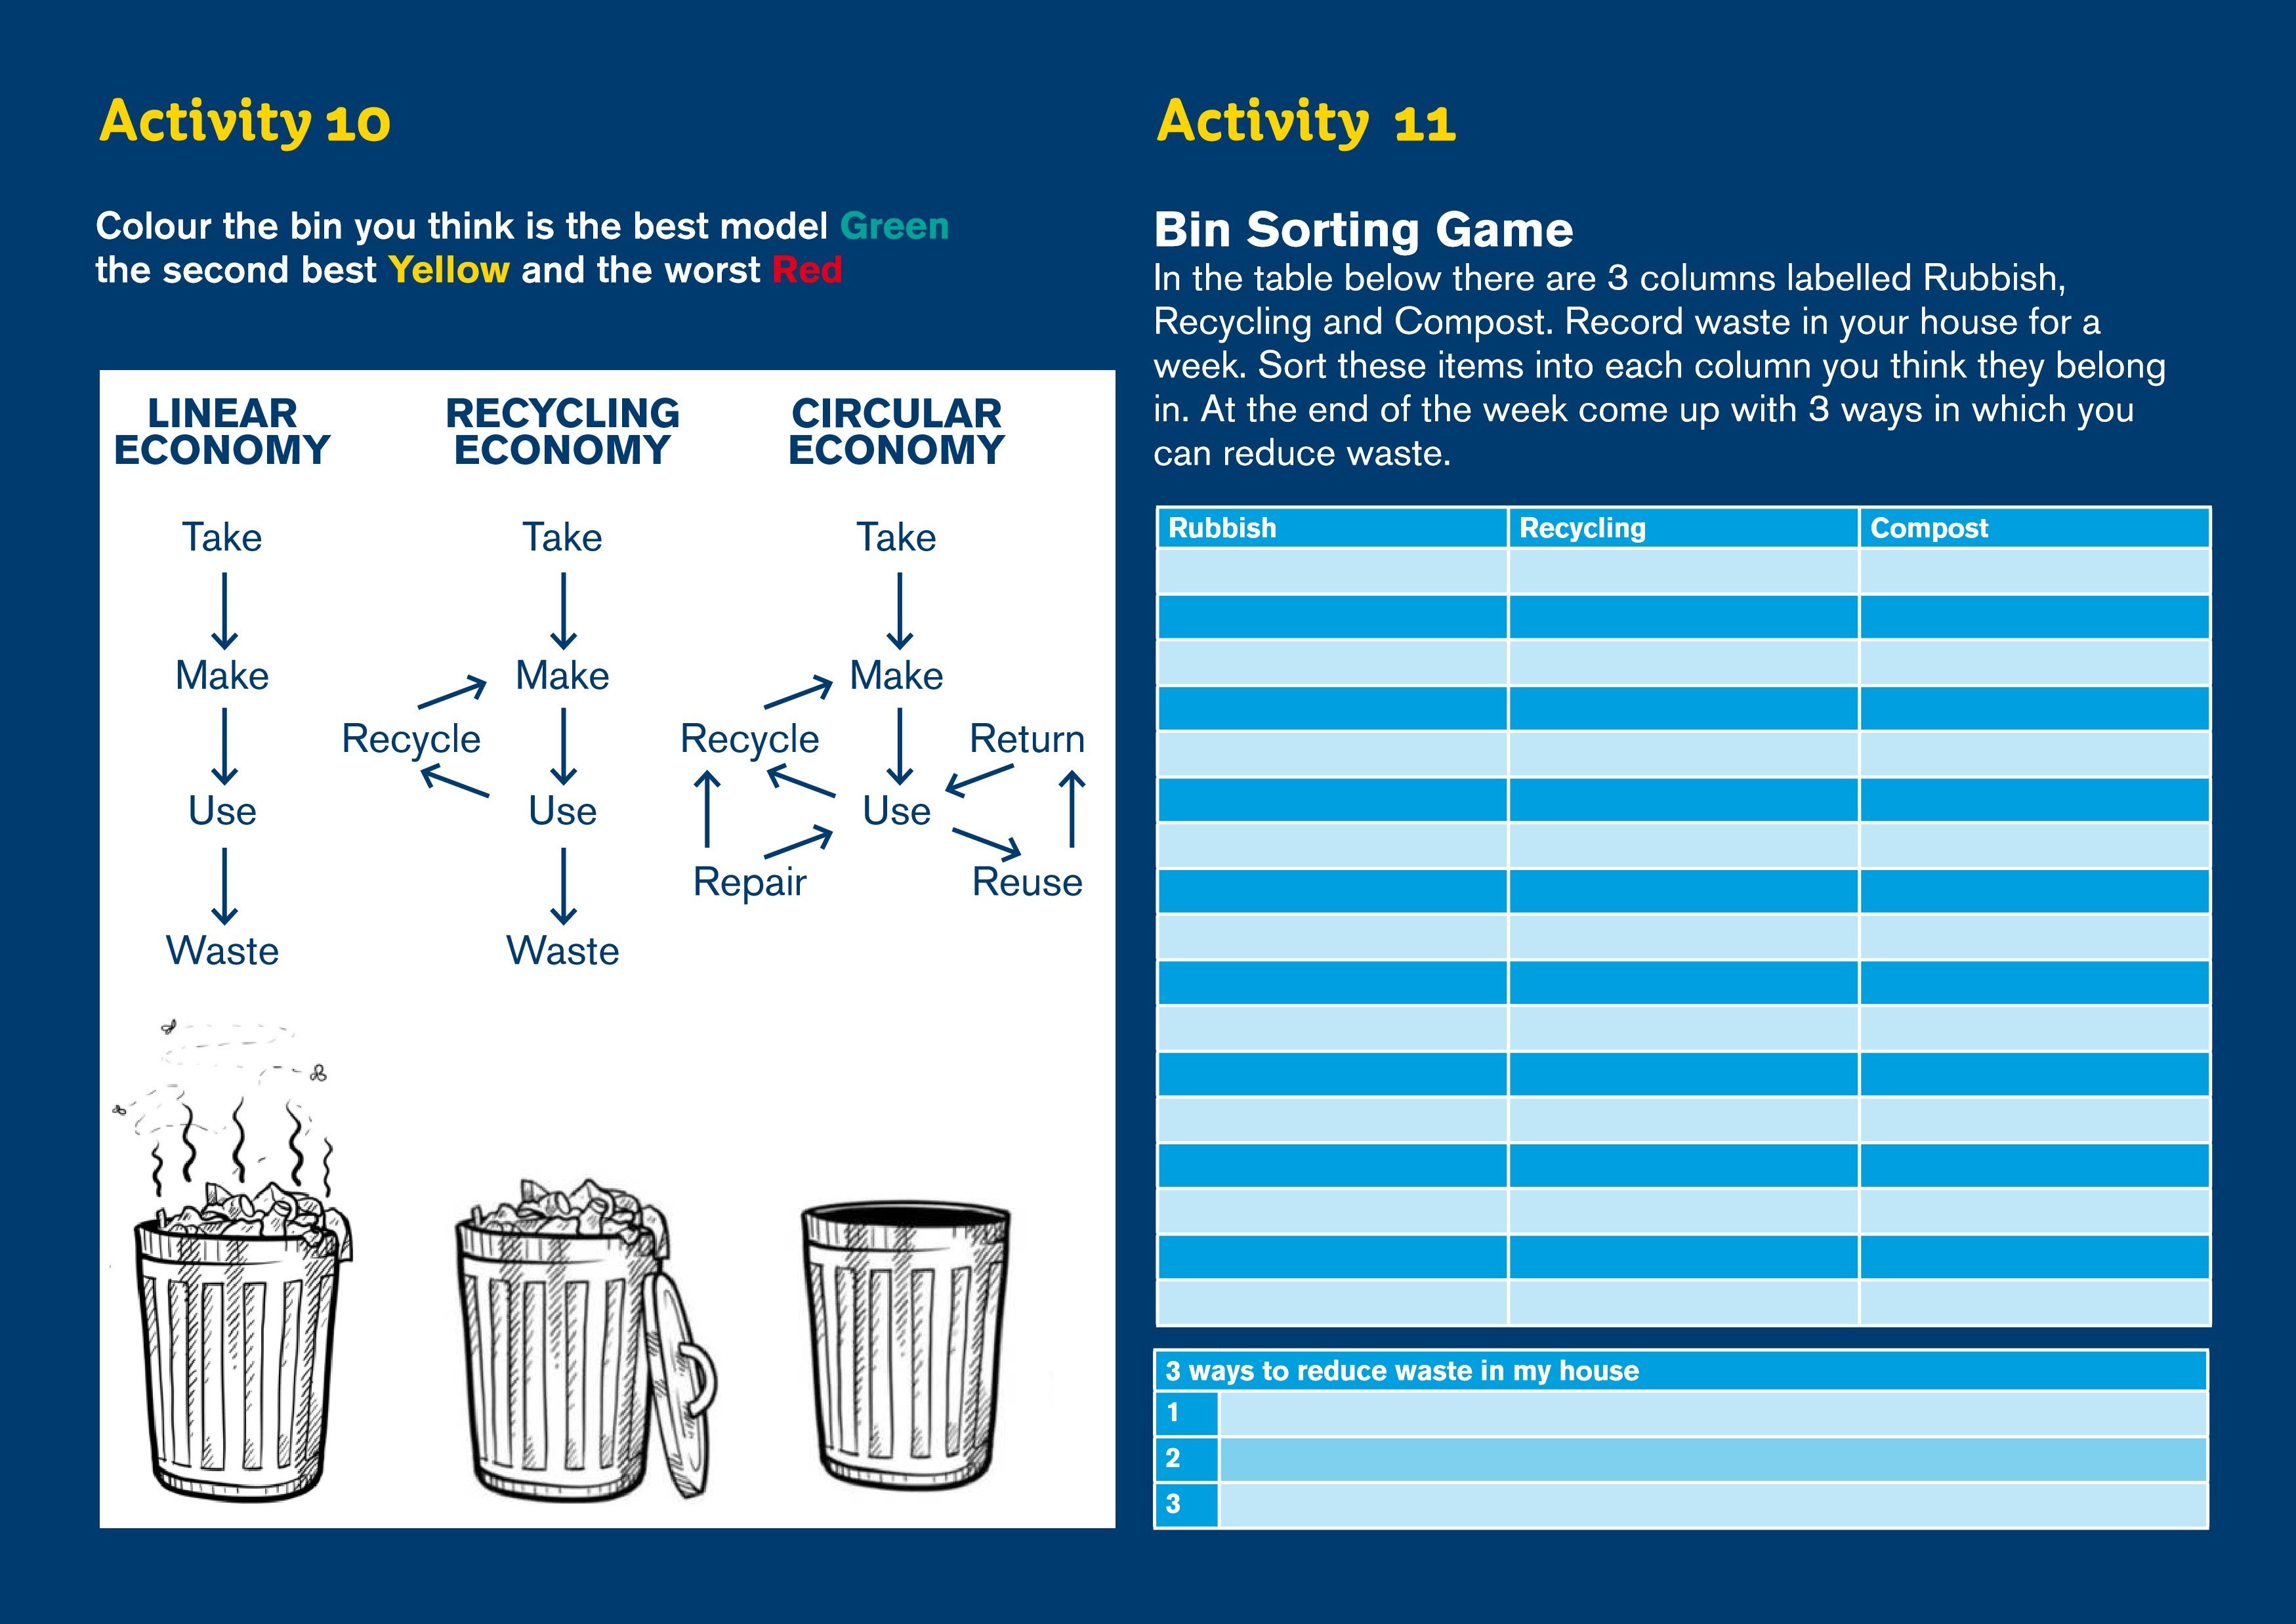 Activity 10
Colour the bin you think is the best model Green
the second best Yellow and the worst Red
LINEAR
ECONOMY
Take
Make
Use
Waste
RECYCLING
ECONOMY
Take
Make
Recycle
Use
Waste
CIRCULAR
ECONOMY
Take
Make
Recycle
Return
Use
Repair
Reuse
Activity 11
Bin Sorting Game
In the table below there are 3 columns labelled Rubbish,
Recycling and Compost. Record waste in your house for a
week. Sort these items into each column you think they belong
in. At the end of the week come up with 3 ways in which you
can reduce waste.
Rubbish Recycling Compost
3 ways to reduce waste in my house
1
2
3